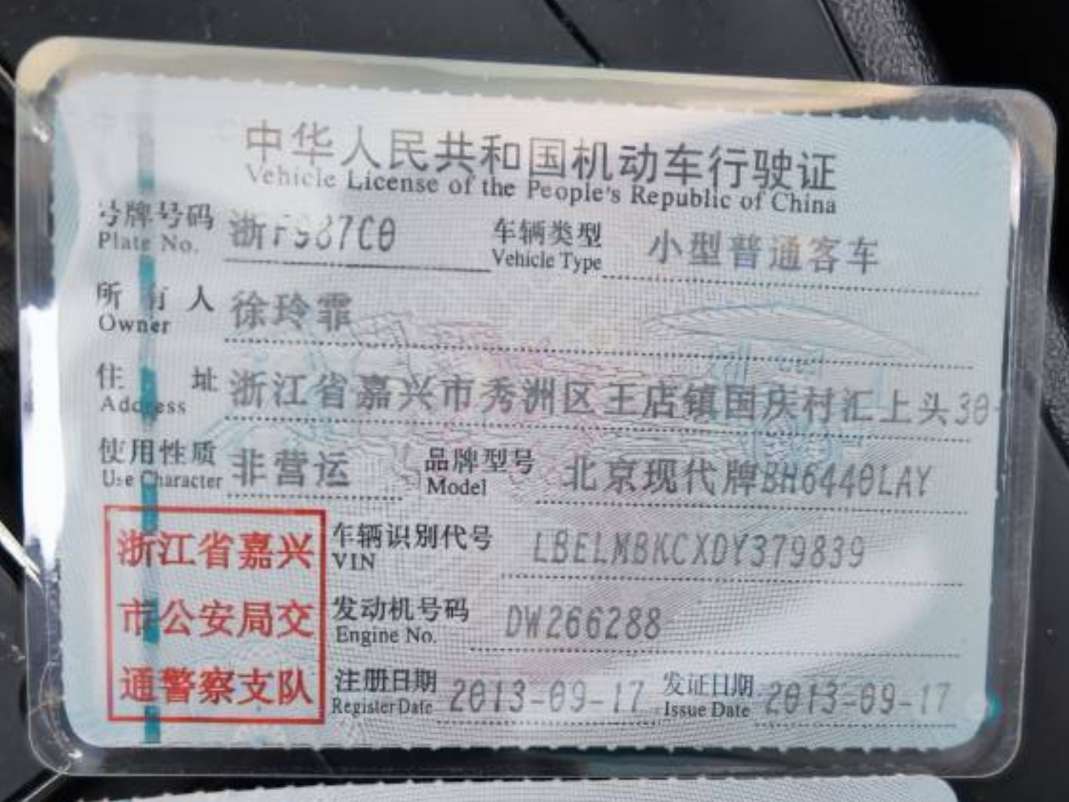 中华人民共和国机动车行驶证
Vehicle License of the People's Republic of China
号牌号码 浙F987C0 车辆类型 小型普通客车
Plate No. Vehicle Type
所有人 徐玲霏
Owner
住址 浙江省嘉兴市秀洲区王店镇国庆村汇上头30
Address
使用性质 非营运 品牌型号 北京现代牌BH6440LAY
Use Character Model
浙江省嘉兴 车辆识别代号 LBELMBKCXDY379839
VIN
市公安局交 发动机号码 DW266288
Engine No.
通警察支队 注册日期 2013-09-17 发证日期 2013-09-17
Register Date Issue Date